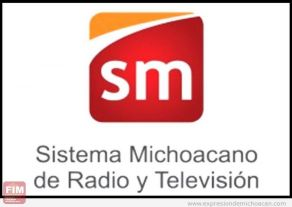 sm
Sistema Michoacano
de Radio y Televisión
FIM
www.expresiondemichoacan.com